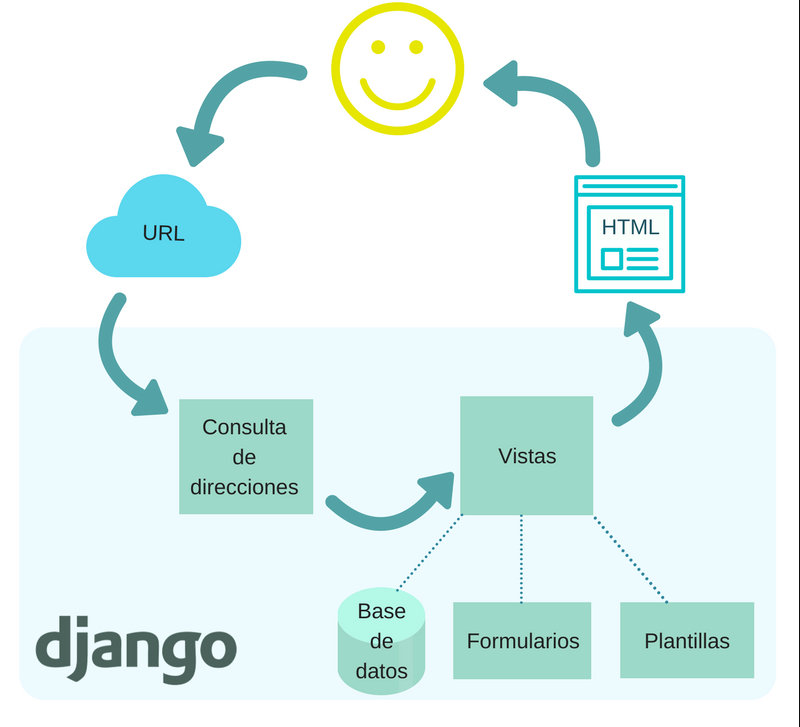 URL
HTML
Consulta
de
direcciones
Vistas
Base
de
datos
Formularios
Plantillas
django